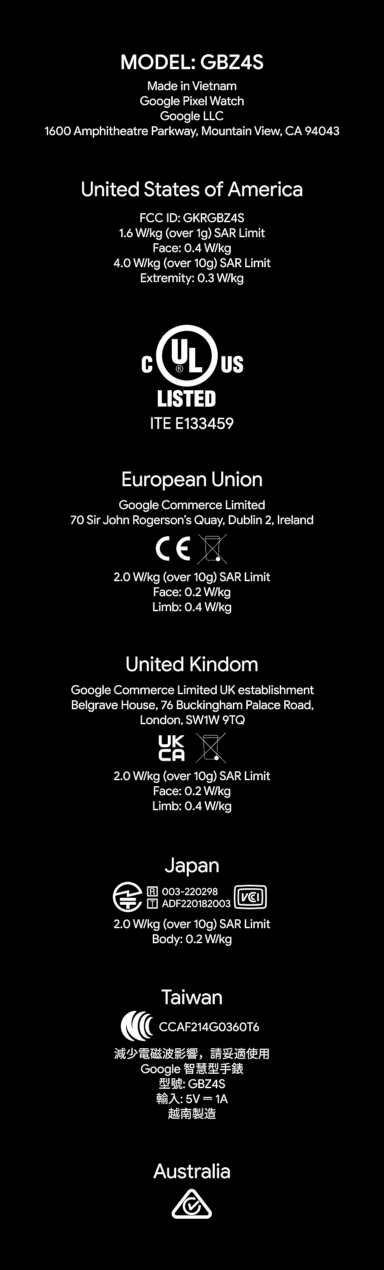 MODEL: GBZ4S
Made in Vietnam
Google Pixel Watch
Google LLC
1600 Amphitheatre Parkway, Mountain View, CA 94043
United States of America
FCC ID: GKRGBZ4S
1.6 W/kg (over 1g) SAR Limit
Face: 0.4 W/kg
4.0 W/kg (over 10g) SAR Limit
Extremity: 0.3 W/kg
C UL ® US
LISTED
ITE E133459
European Union
Google Commerce Limited
70 Sir John Rogerson's Quay, Dublin 2, Ireland
CE
2.0 W/kg (over 10g) SAR Limit
Face: 0.2 W/kg
Limb: 0.4 W/kg
United Kindom
Google Commerce Limited UK establishment
Belgrave House, 76 Buckingham Palace Road,
London, SW1W 9TQ
UK
CA
2.0 W/kg (over 10g) SAR Limit
Face: 0.2 W/kg
Limb: 0.4 W/kg
Japan
R 003-220298
T ADF220182003
VCI
2.0 W/kg (over 10g) SAR Limit
Body: 0.2 W/kg
Taiwan
CCAF214G0360T6
減少電磁波影響，請妥適使用
Google 智慧型手錶
型號: GBZ4S
輸入: 5V ⎓ 1A
越南製造
Australia